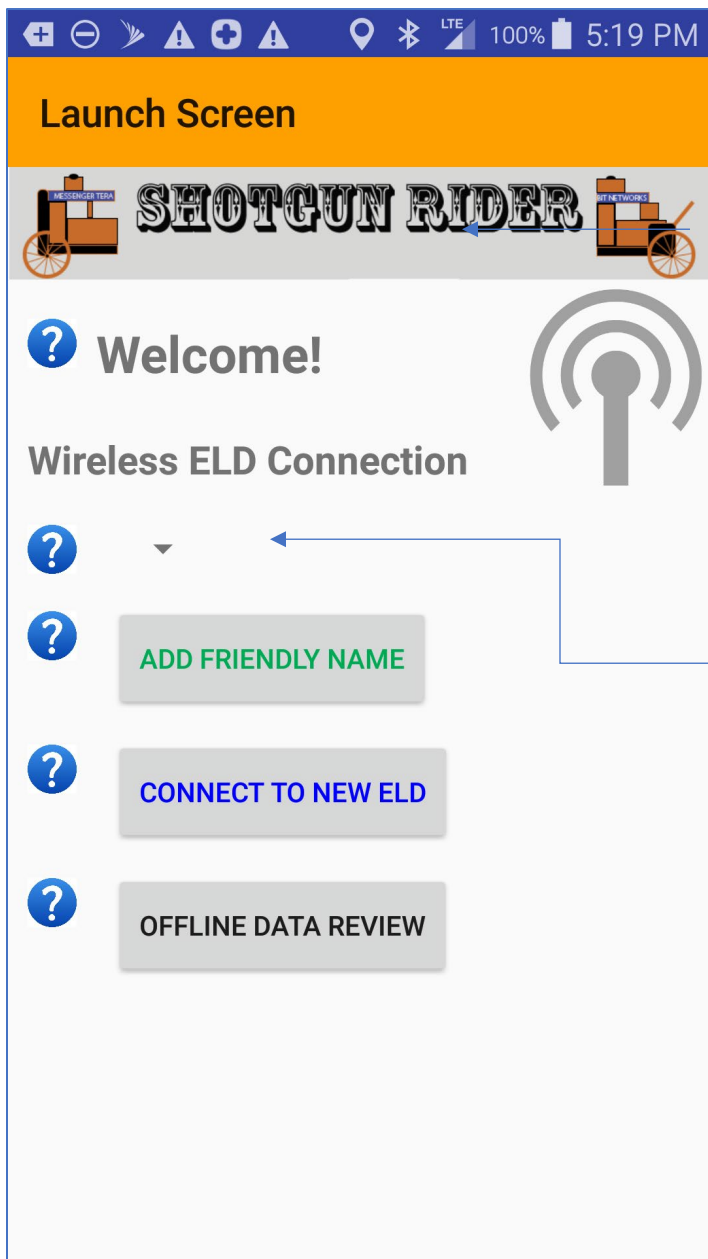 LTE 100% 5:19 PM
Launch Screen
MESSENGER TERA SHOTGUN RIDER BIT NETWORKS
? Welcome!
Wireless ELD Connection
?
? ADD FRIENDLY NAME
? CONNECT TO NEW ELD
? OFFLINE DATA REVIEW